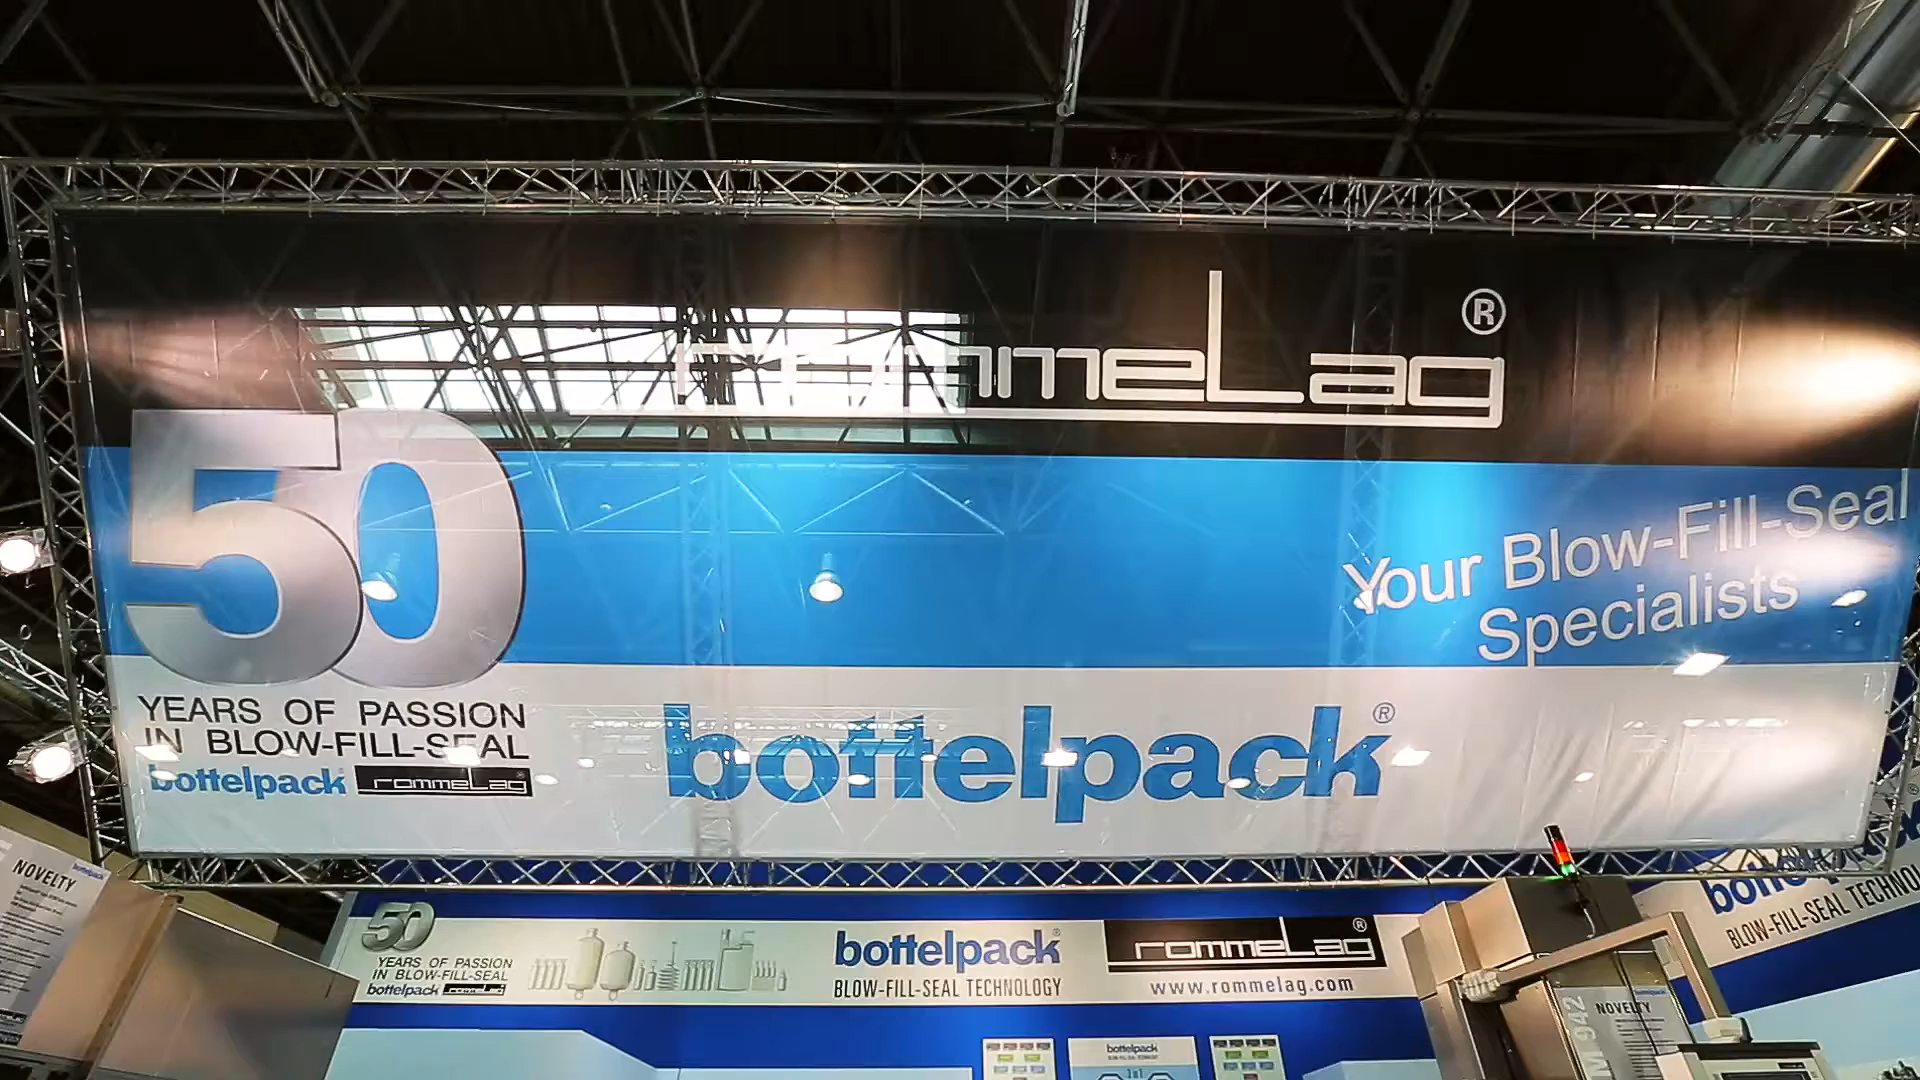 rommeLag®
50
YEARS OF PASSION
IN BLOW-FILL-SEAL
bottelpack® rommeLag®
Your Blow-Fill-Seal
Specialists
bottelpack®
NOVELTY
bottelpack
50
YEARS OF PASSION
IN BLOW-FILL-SEAL
bottelpack rommeLag
bottelpack®
BLOW-FILL-SEAL TECHNOLOGY
rommeLag®
www.rommelag.com
BLOW-FILL-SEAL
NOVELTY
bottelpack